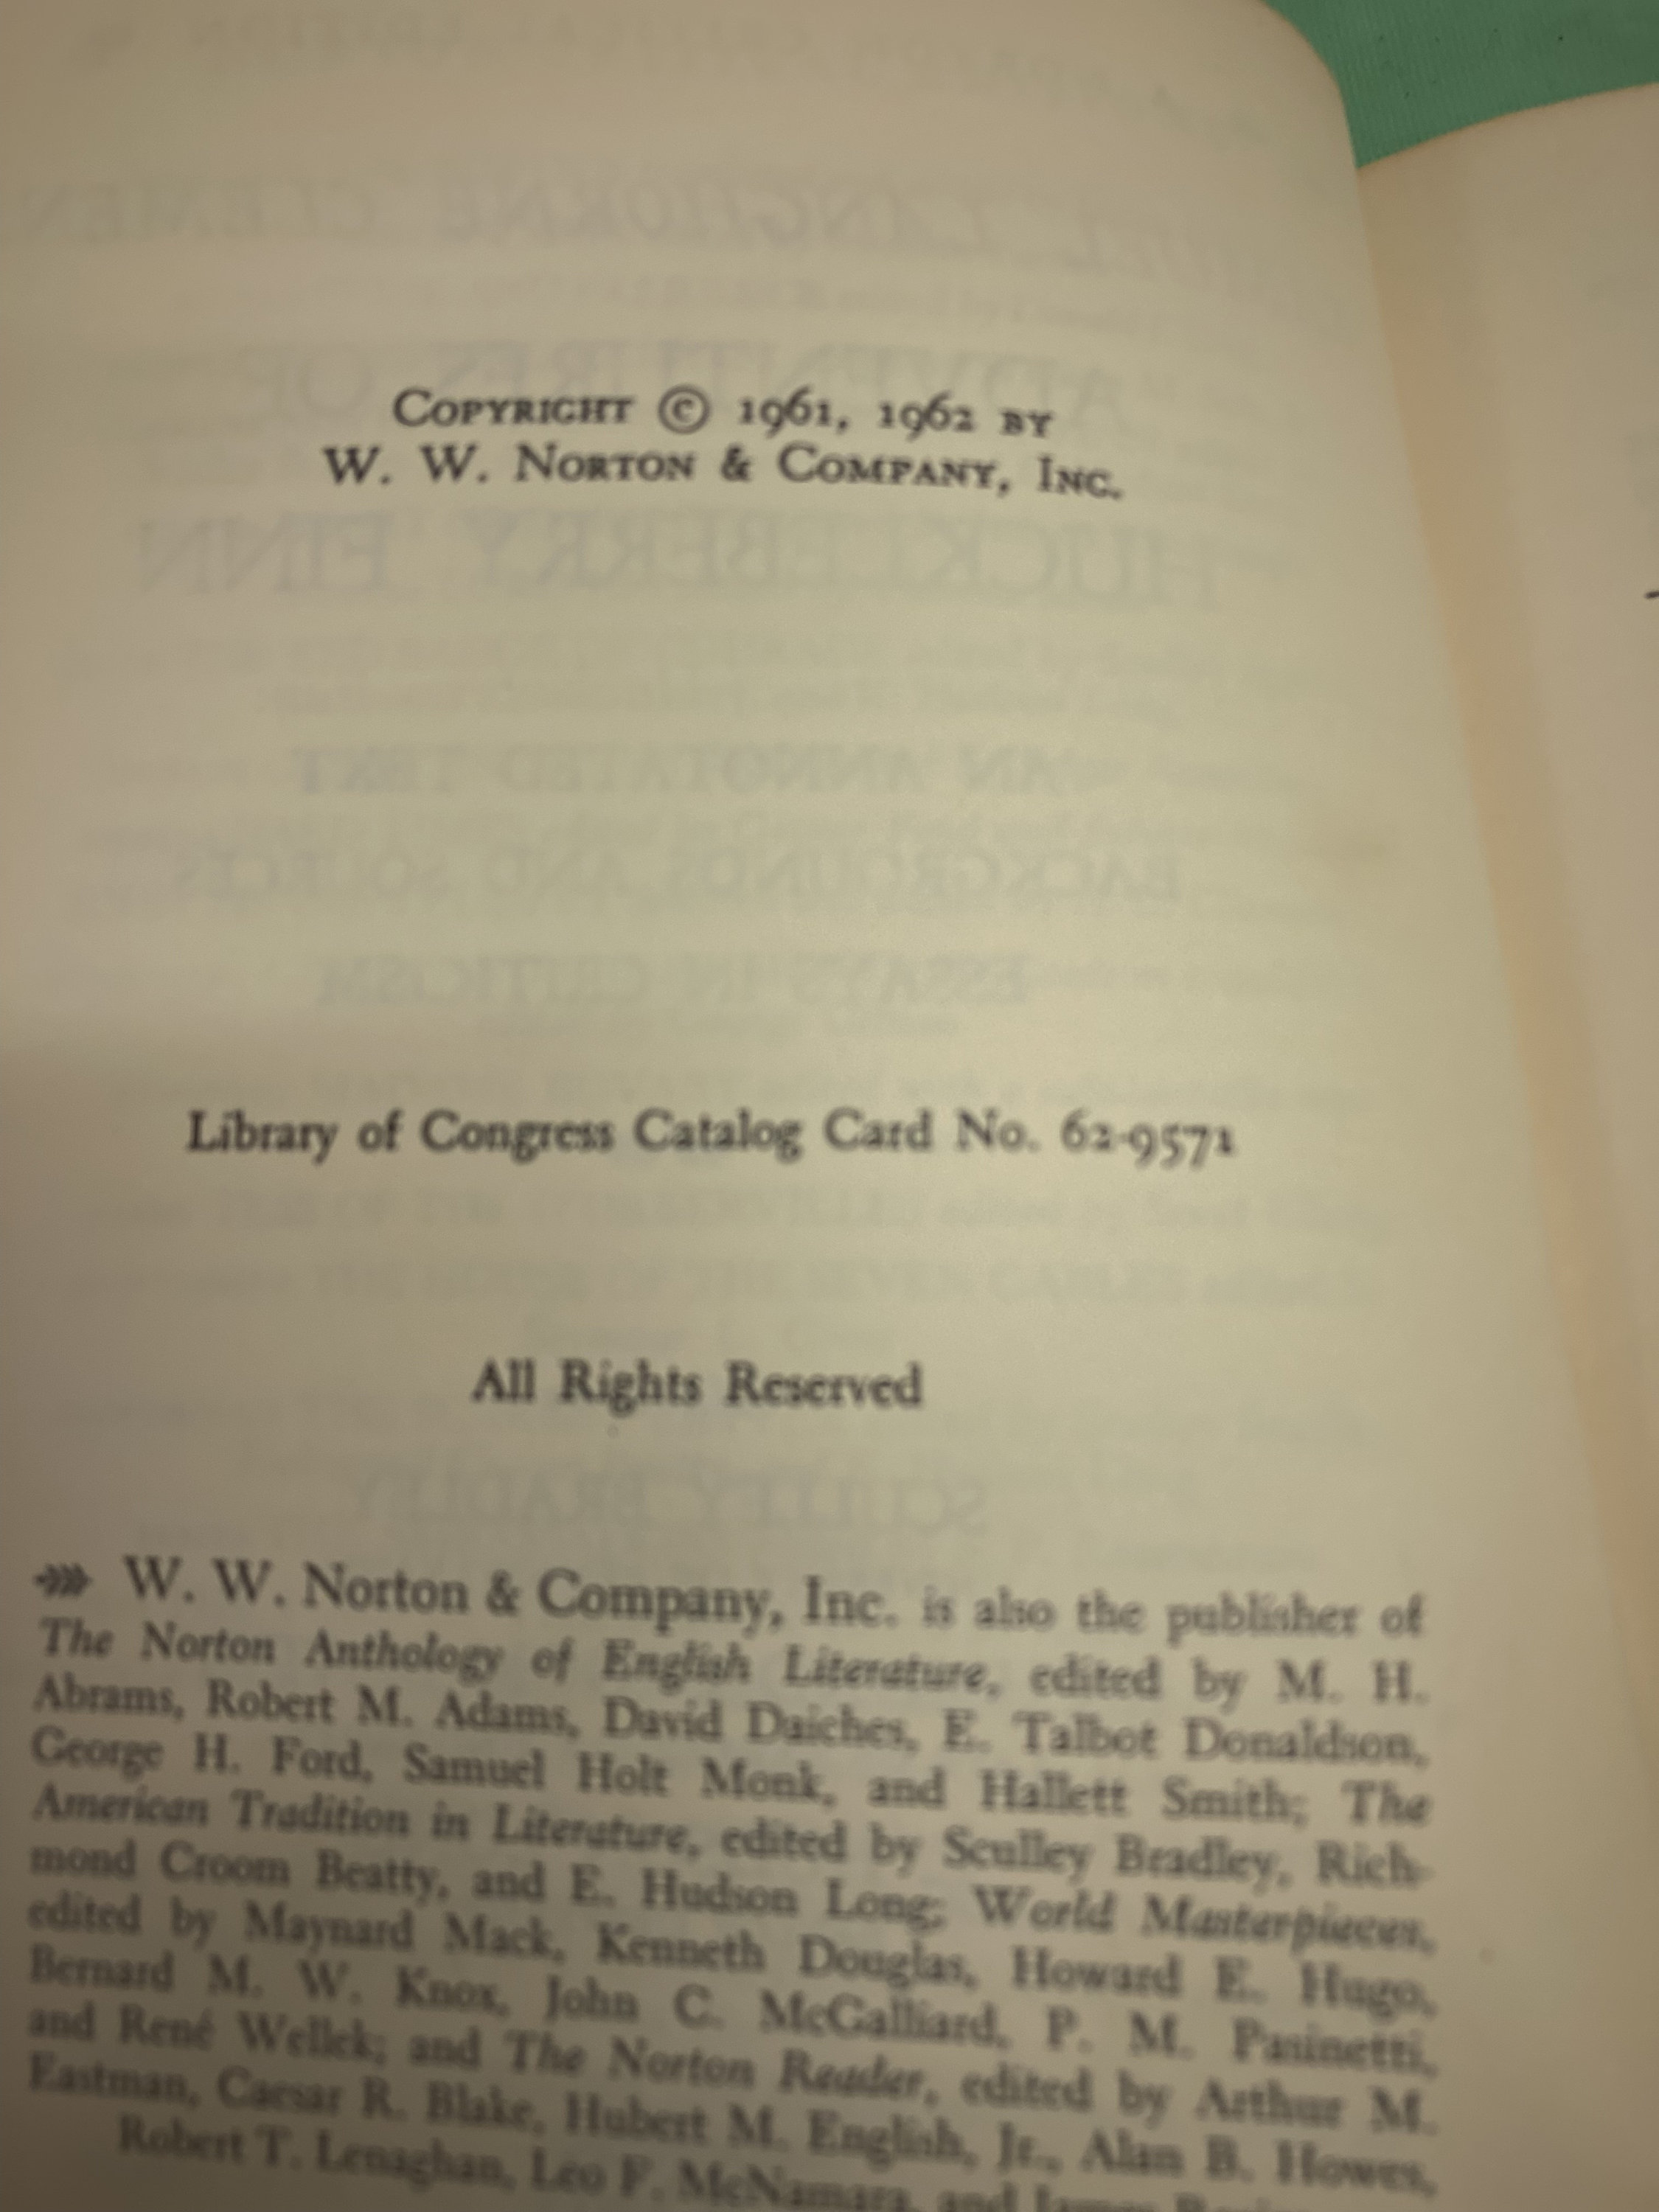 COPYRIGHT © 1961, 1962 BY
W. W. NORTON & COMPANY, INC.
Library of Congress Catalog Card No. 62-9571
All Rights Reserved
W. W. Norton & Company, Inc. is also the publisher of
The Norton Anthology of English Literature, edited by M. H.
Abrams, Robert M. Adams, David Daiches, E. Talbot Donaldson,
George H. Ford, Samuel Holt Monk, and Hallett Smith; The
American Tradition in Literature, edited by Sculley Bradley, Rich-
mond Croom Beatty, and E. Hudson Long; World Masterpieces,
edited by Maynard Mack, Kenneth Douglas, Howard E. Hugo,
Bernard M. W. Knox, John C. McGalliard, P. M. Pasinetti,
and René Wellek; and The Norton Reader, edited by Arthur M.
Eastman, Caesar R. Blake, Hubert M. English, Jr., Alan B. Howes,
Robert T. Lenaghan, Leo F. McNamara, and James